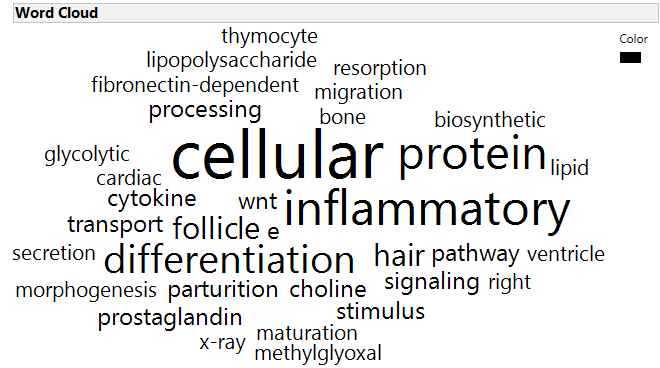 Word Cloud
thymocyte
Color
lipopolysaccharide
resorption
fibronectin-dependent
migration
processing
bone
biosynthetic
cellular
protein
glycolytic
lipid
cardiac
cytokine
wnt
inflammatory
transport
follicle
e
secretion
differentiation
hair
pathway
ventricle
morphogenesis
parturition
choline
signaling
right
prostaglandin
stimulus
x-ray
maturation
methylglyoxal